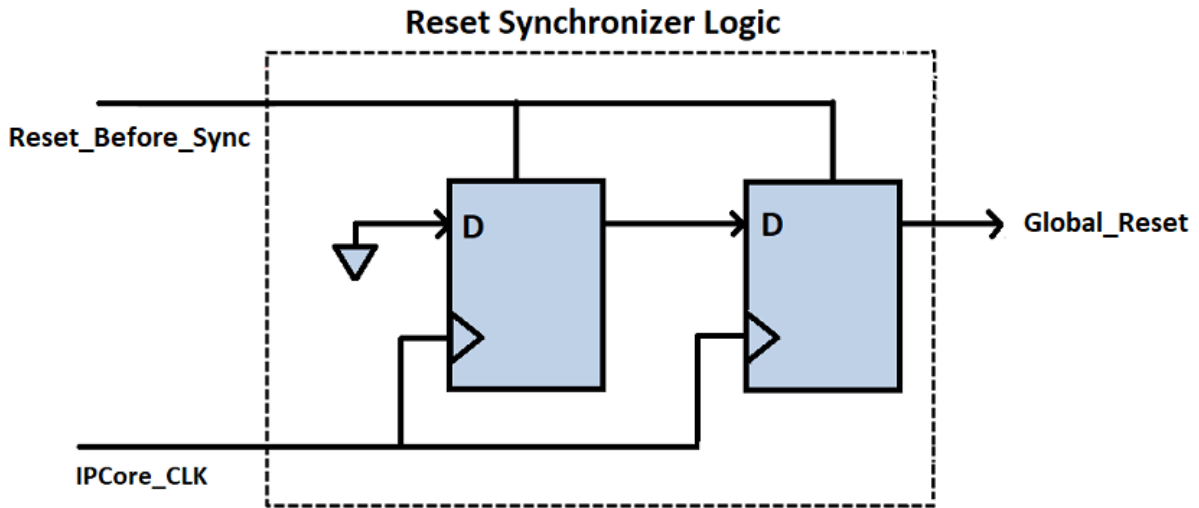 Reset Synchronizer Logic
Reset_Before_Sync
D
D
Global_Reset
IPCore_CLK